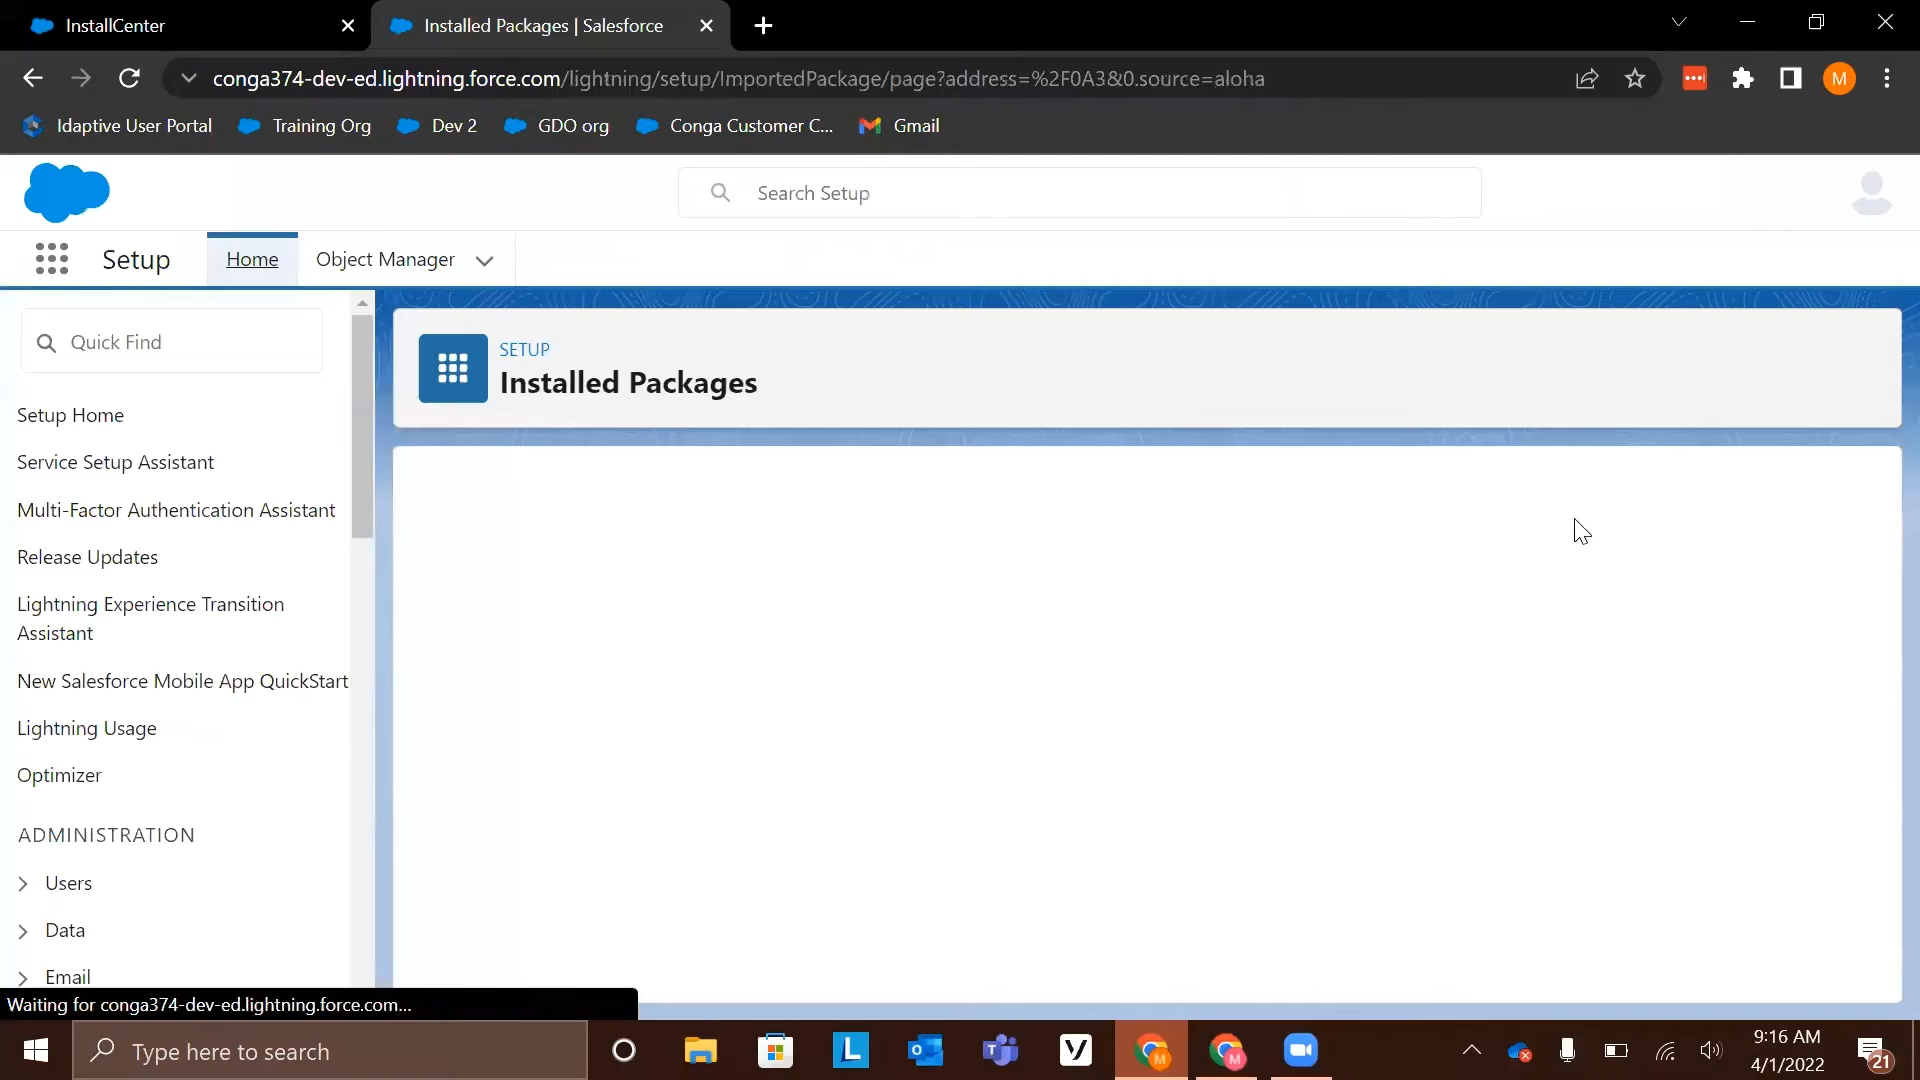 InstallCenter
Installed Packages | Salesforce
conga374-dev-ed.lightning.force.com/lightning/setup/ImportedPackage/page?address=%2F0A3&0.source=aloha
M
Idaptive User Portal
Training Org
Dev 2
GDO org
Conga Customer C...
Gmail
Search Setup
Setup
Home
Object Manager
Quick Find
SETUP
Installed Packages
Setup Home
Service Setup Assistant
Multi-Factor Authentication Assistant
Release Updates
Lightning Experience Transition
Assistant
New Salesforce Mobile App QuickStart
Lightning Usage
Optimizer
ADMINISTRATION
Users
Data
Email
Waiting for conga374-dev-ed.lightning.force.com...
Type here to search
9:16 AM
4/1/2022
21